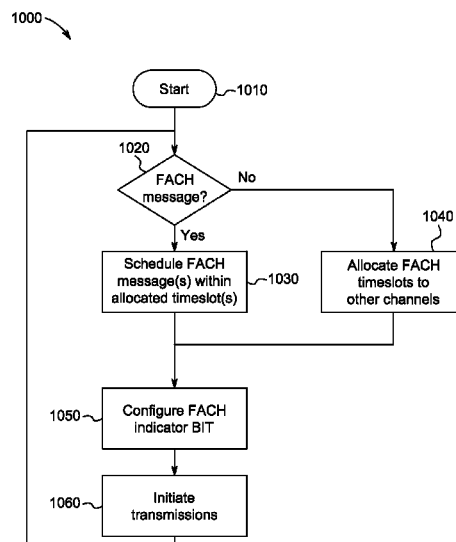 1000
Start
1010
1020
FACH
message?
No
Yes
1040
Schedule FACH
message(s) within
allocated timeslot(s)
1030
Allocate FACH
timeslots to
other channels
1050
Configure FACH
indicator BIT
1060
Initiate
transmissions